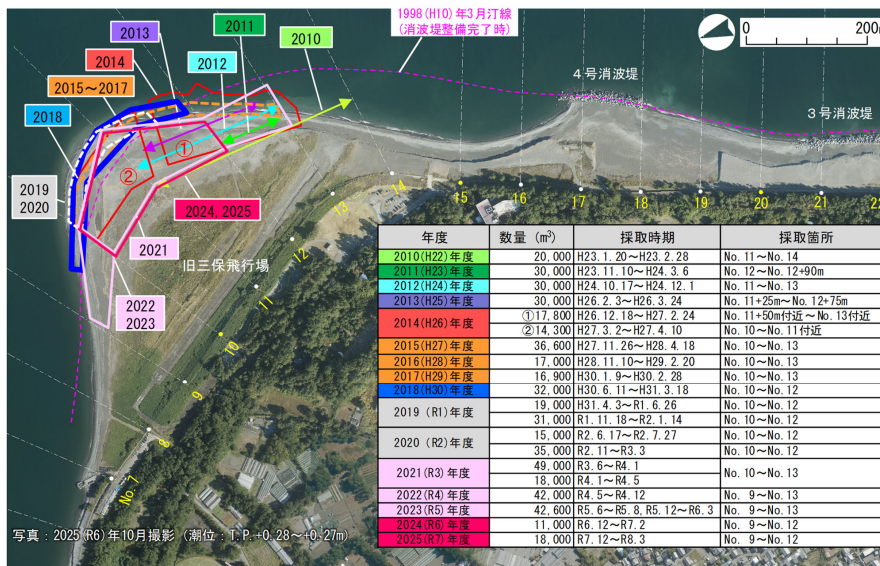 1998(H10)年3月汀線
(消波堤整備完了時)
0 200m
4号消波堤
3号消波堤
2013
2014
2015～2017
2018
2012
2011
2010
①
②
2019
2020
2021
2024,2025
2022
2023
旧三保飛行場
No.7
8
9
10
11
12
13
14
15
16
17
18
19
20
21
年度 数量 (m³) 採取時期 採取箇所
2010(H22)年度 20,000 H23.1.20～H23.2.28 No.11～No.14
2011(H23)年度 30,000 H23.11.10～H24.3.6 No.12～No.12+90m
2012(H24)年度 30,000 H24.10.17～H24.12.1 No.11～No.13
2013(H25)年度 30,000 H26.2.3～H26.3.24 No.11+25m～No.12+75m
2014(H26)年度 ①17,800 H26.12.18～H27.2.24 No.11+50m付近～No.13付近
②14,300 H27.3.2～H27.4.10 No.10～No.11付近
2015(H27)年度 36,600 H27.11.26～H28.4.18 No.10～No.13
2016(H28)年度 17,000 H28.11.10～H29.2.20 No.10～No.13
2017(H29)年度 16,900 H30.1.9～H30.2.28 No.10～No.13
2018(H30)年度 32,000 H30.6.11～H31.3.18 No.10～No.12
2019 (R1)年度 19,000 H31.4.3～R1.6.26 No.10～No.12
31,000 R1.11.18～R2.1.14 No.10～No.12
2020 (R2)年度 15,000 R2.6.17～R2.7.27 No.10～No.12
35,000 R2.11～R3.3 No.10～No.12
2021(R3)年度 49,000 R3.6～R4.1 No.10～No.13
18,000 R4.1～R4.5
2022(R4)年度 42,000 R4.5～R4.12 No. 9～No.13
2023(R5)年度 42,600 R5.6～R5.8,R5.12～R6.3 No. 9～No.13
2024(R6)年度 11,000 R6.12～R7.2 No. 9～No.12
2025(R7)年度 18,000 R7.12～R8.3 No. 9～No.12
写真：2025(R6)年10月撮影 (潮位：T.P.+0.28～+0.27m)